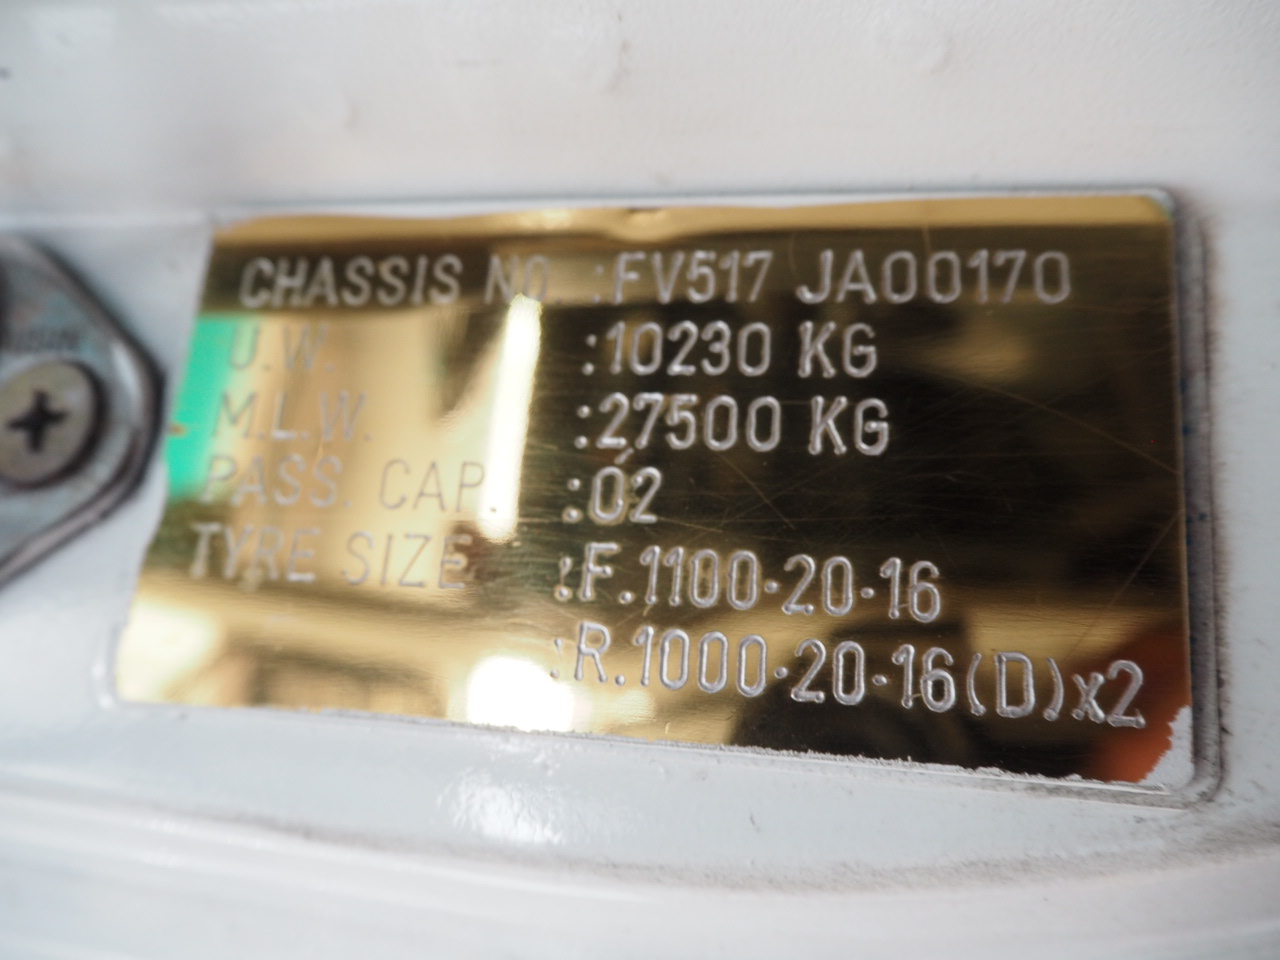 CHASSIS NO. :FV517 JA00170
U.W. :10230 KG
M.L.W. :27500 KG
PASS. CAP. :02
TYRE SIZE :F.1100-20-16
:R.1000-20-16(D)x2